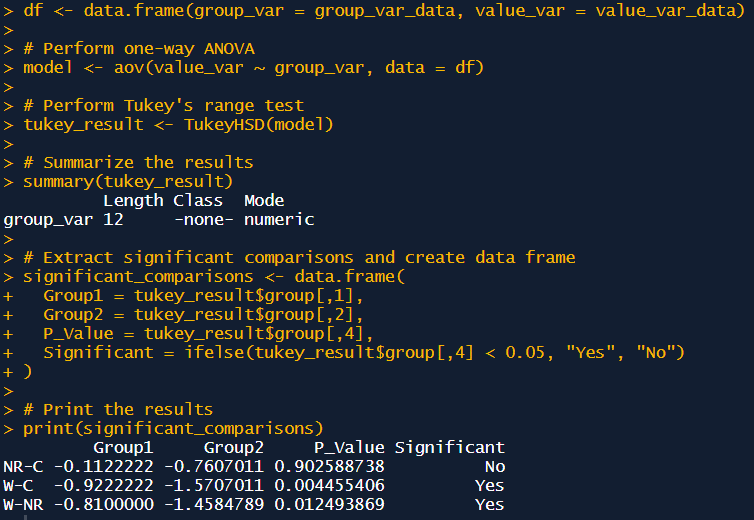 > df <- data.frame(group_var = group_var_data, value_var = value_var_data)
>
> # Perform one-way ANOVA
> model <- aov(value_var ~ group_var, data = df)
>
> # Perform Tukey's range test
> tukey_result <- TukeyHSD(model)
>
> # Summarize the results
> summary(tukey_result)
          Length Class  Mode
group_var 12     -none- numeric
>
> # Extract significant comparisons and create data frame
> significant_comparisons <- data.frame(
+   Group1 = tukey_result$group[,1],
+   Group2 = tukey_result$group[,2],
+   P_Value = tukey_result$group[,4],
+   Significant = ifelse(tukey_result$group[,4] < 0.05, "Yes", "No")
+ )
>
> # Print the results
> print(significant_comparisons)
         Group1     Group2     P_Value Significant
NR-C -0.1122222 -0.7607011 0.902588738          No
W-C  -0.9222222 -1.5707011 0.004455406         Yes
W-NR -0.8100000 -1.4584789 0.012493869         Yes